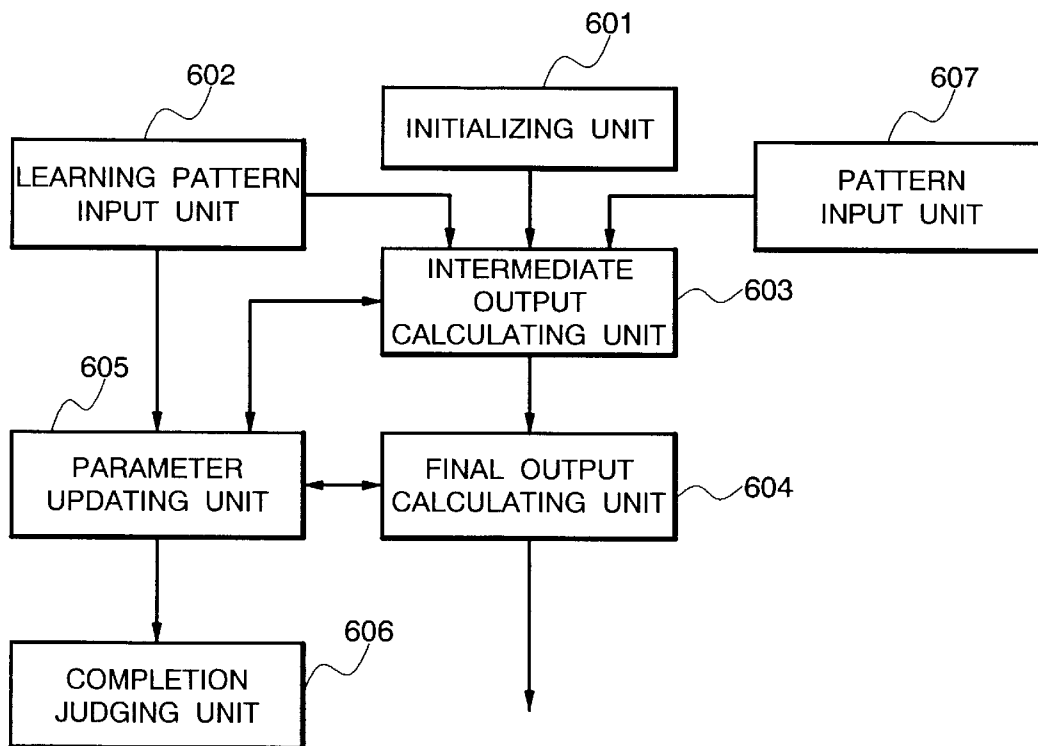 601
602
607
INITIALIZING UNIT
LEARNING PATTERN
INPUT UNIT
PATTERN
INPUT UNIT
INTERMEDIATE
OUTPUT
CALCULATING UNIT
603
605
PARAMETER
UPDATING UNIT
FINAL OUTPUT
CALCULATING UNIT
604
606
COMPLETION
JUDGING UNIT